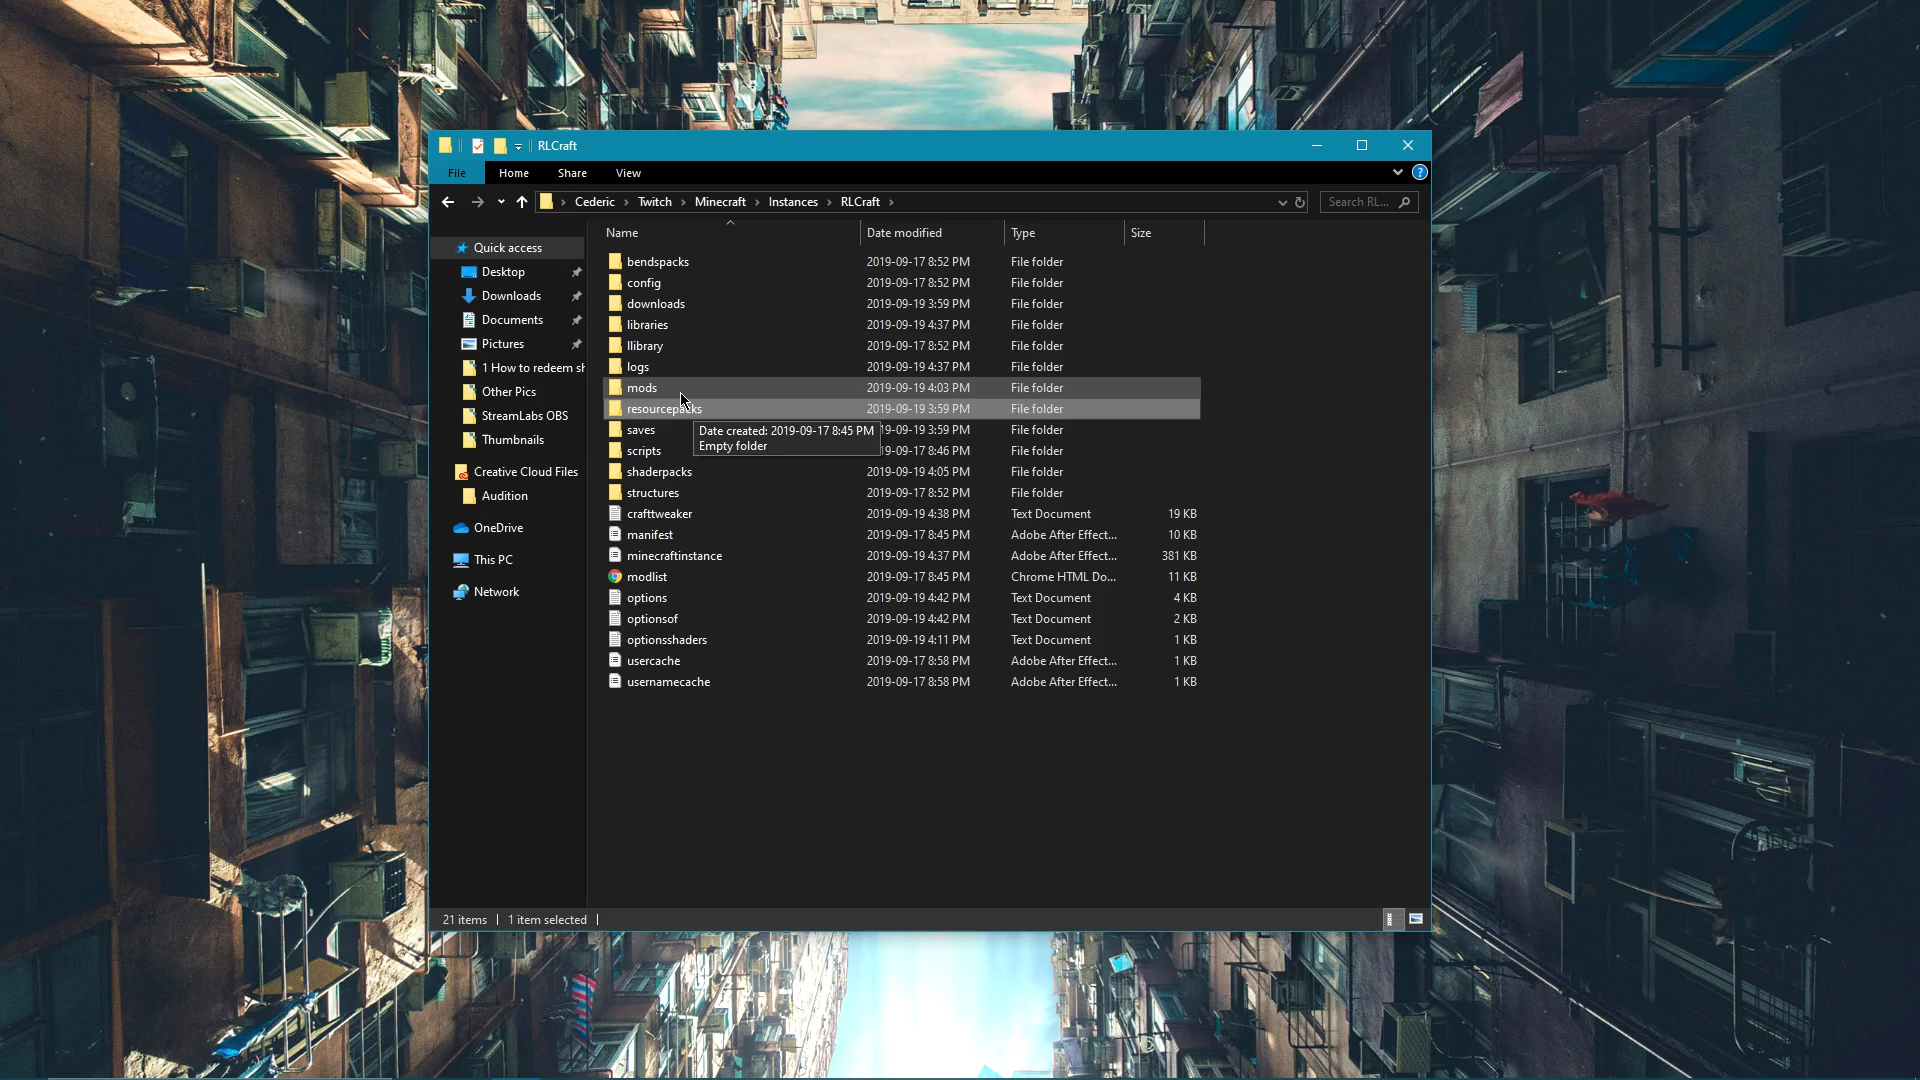 RLCraft
File Home Share View
Cederic Twitch Minecraft Instances RLCraft Search RL...
Name Date modified Type Size
Quick access
Desktop
Downloads
Documents
Pictures
1 How to redeem sh
Other Pics
StreamLabs OBS
Thumbnails
Creative Cloud Files
Audition
OneDrive
This PC
Network
bendspacks 2019-09-17 8:52 PM File folder
config 2019-09-17 8:52 PM File folder
downloads 2019-09-19 3:59 PM File folder
libraries 2019-09-19 4:37 PM File folder
llibrary 2019-09-17 8:52 PM File folder
logs 2019-09-19 4:37 PM File folder
mods 2019-09-19 4:03 PM File folder
resourcepacks 2019-09-19 3:59 PM File folder
saves 19-09-19 3:59 PM File folder
Date created: 2019-09-17 8:45 PM
Empty folder
scripts 19-09-17 8:46 PM File folder
shaderpacks 2019-09-19 4:05 PM File folder
structures 2019-09-17 8:52 PM File folder
crafttweaker 2019-09-19 4:38 PM Text Document 19 KB
manifest 2019-09-17 8:45 PM Adobe After Effect... 10 KB
minecraftinstance 2019-09-19 4:37 PM Adobe After Effect... 381 KB
modlist 2019-09-17 8:45 PM Chrome HTML Do... 11 KB
options 2019-09-19 4:42 PM Text Document 4 KB
optionsof 2019-09-19 4:42 PM Text Document 2 KB
optionsshaders 2019-09-19 4:11 PM Text Document 1 KB
usercache 2019-09-17 8:58 PM Adobe After Effect... 1 KB
usernamecache 2019-09-17 8:58 PM Adobe After Effect... 1 KB
21 items 1 item selected